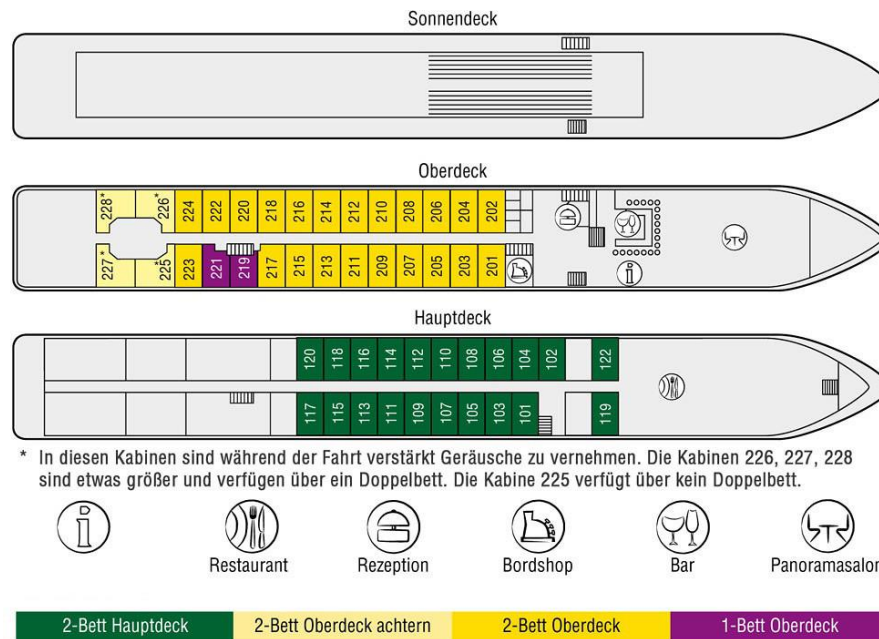 Sonnendeck
Oberdeck
228* 226* 224 222 220 218 216 214 212 210 208 206 204 202
227* 225* 223 221 219 217 215 213 211 209 207 205 203 201
Hauptdeck
120 118 116 114 112 110 108 106 104 102 122
117 115 113 111 109 107 105 103 101 119
* In diesen Kabinen sind während der Fahrt verstärkt Geräusche zu vernehmen. Die Kabinen 226, 227, 228
sind etwas größer und verfügen über ein Doppelbett. Die Kabine 225 verfügt über kein Doppelbett.
i
Restaurant Rezeption Bordshop Bar Panoramasalon
2-Bett Hauptdeck 2-Bett Oberdeck achtern 2-Bett Oberdeck 1-Bett Oberdeck